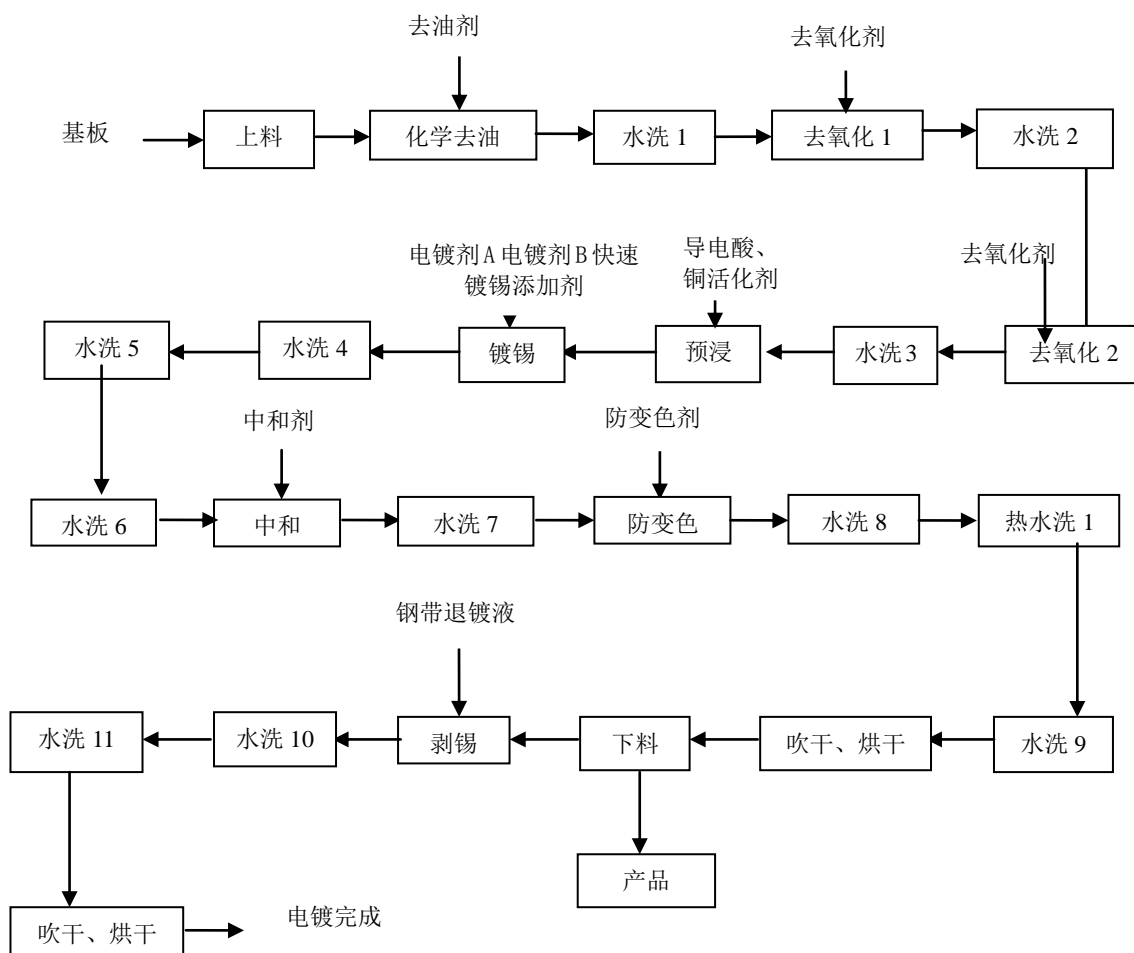 去油剂
去氧化剂
基板
上料
化学去油
水洗 1
去氧化 1
水洗 2
电镀剂 A 电镀剂 B 快速
镀锡添加剂
导电酸、
铜活化剂
去氧化剂
水洗 5
水洗 4
镀锡
预浸
水洗 3
去氧化 2
中和剂
防变色剂
水洗 6
中和
水洗 7
防变色
水洗 8
热水洗 1
钢带退镀液
水洗 11
水洗 10
剥锡
下料
吹干、烘干
水洗 9
产品
吹干、烘干
电镀完成